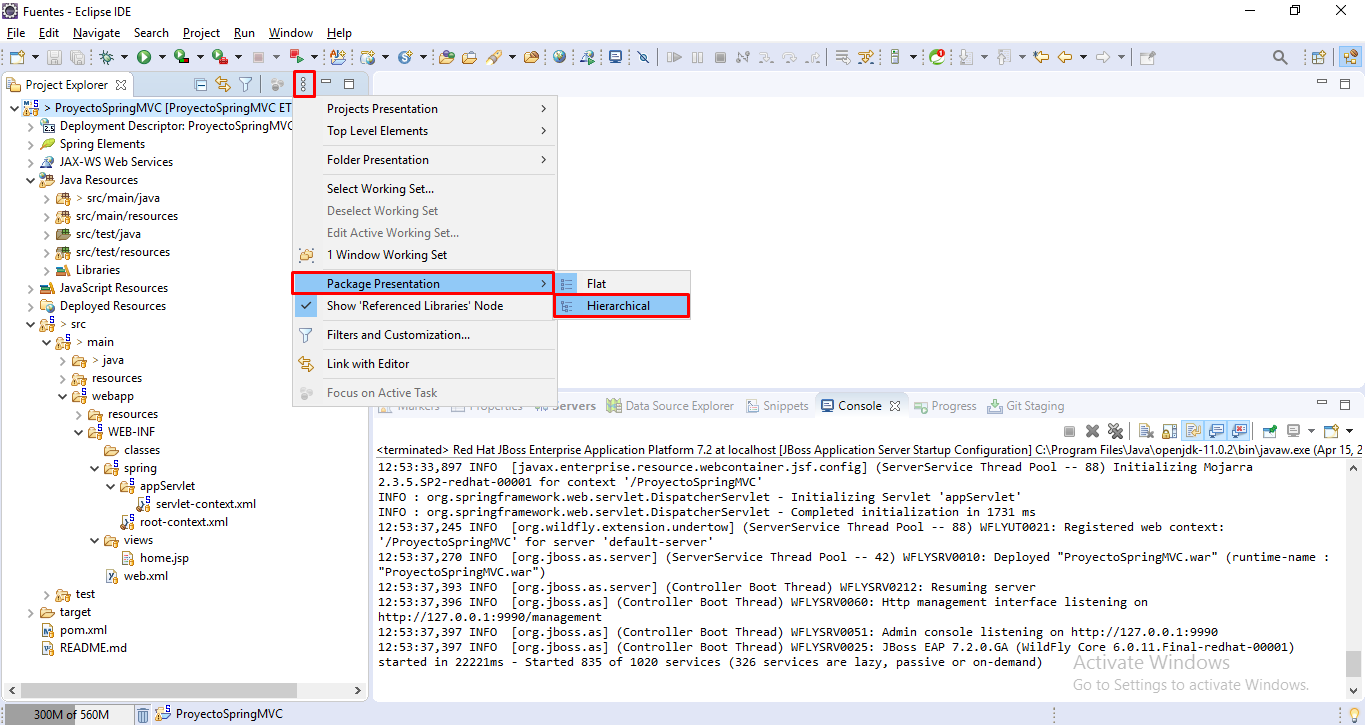 Fuentes - Eclipse IDE
File Edit Navigate Search Project Run Window Help
Project Explorer
> ProyectoSpringMVC [ProyectoSpringMVC ET
Deployment Descriptor: ProyectoSpringMVC
Spring Elements
JAX-WS Web Services
Java Resources
> src/main/java
src/main/resources
src/test/java
src/test/resources
Libraries
JavaScript Resources
Deployed Resources
> src
> main
> java
resources
webapp
resources
WEB-INF
classes
spring
appServlet
servlet-context.xml
root-context.xml
views
home.jsp
web.xml
test
target
pom.xml
README.md
Projects Presentation
Top Level Elements
Folder Presentation
Select Working Set...
Deselect Working Set
Edit Active Working Set...
1 Window Working Set
Package Presentation
Show 'Referenced Libraries' Node
Filters and Customization...
Link with Editor
Focus on Active Task
Flat
Hierarchical
Markers Properties Servers Data Source Explorer Snippets Console Progress Git Staging
<terminated> Red Hat JBoss Enterprise Application Platform 7.2 at localhost [JBoss Application Server Startup Configuration] C:\Program Files\Java\openjdk-11.0.2\bin\javaw.exe (Apr 15, 2
12:53:33,897 INFO [javax.enterprise.resource.webcontainer.jsf.config] (ServerService Thread Pool -- 88) Initializing Mojarra
2.3.5.SP2-redhat-00001 for context '/ProyectoSpringMVC'
INFO : org.springframework.web.servlet.DispatcherServlet - Initializing Servlet 'appServlet'
INFO : org.springframework.web.servlet.DispatcherServlet - Completed initialization in 1731 ms
12:53:37,245 INFO [org.wildfly.extension.undertow] (ServerService Thread Pool -- 88) WFLYUT0021: Registered web context:
'/ProyectoSpringMVC' for server 'default-server'
12:53:37,270 INFO [org.jboss.as.server] (ServerService Thread Pool -- 42) WFLYSRV0010: Deployed "ProyectoSpringMVC.war" (runtime-name :
"ProyectoSpringMVC.war")
12:53:37,393 INFO [org.jboss.as.server] (Controller Boot Thread) WFLYSRV0212: Resuming server
12:53:37,396 INFO [org.jboss.as] (Controller Boot Thread) WFLYSRV0060: Http management interface listening on
http://127.0.0.1:9990/management
12:53:37,397 INFO [org.jboss.as] (Controller Boot Thread) WFLYSRV0051: Admin console listening on http://127.0.0.1:9990
12:53:37,397 INFO [org.jboss.as] (Controller Boot Thread) WFLYSRV0025: JBoss EAP 7.2.0.GA (WildFly Core 6.0.11.Final-redhat-00001)
started in 22221ms - Started 835 of 1020 services (326 services are lazy, passive or on-demand)
Activate Windows
Go to Settings to activate Windows.
300M of 560M
ProyectoSpringMVC